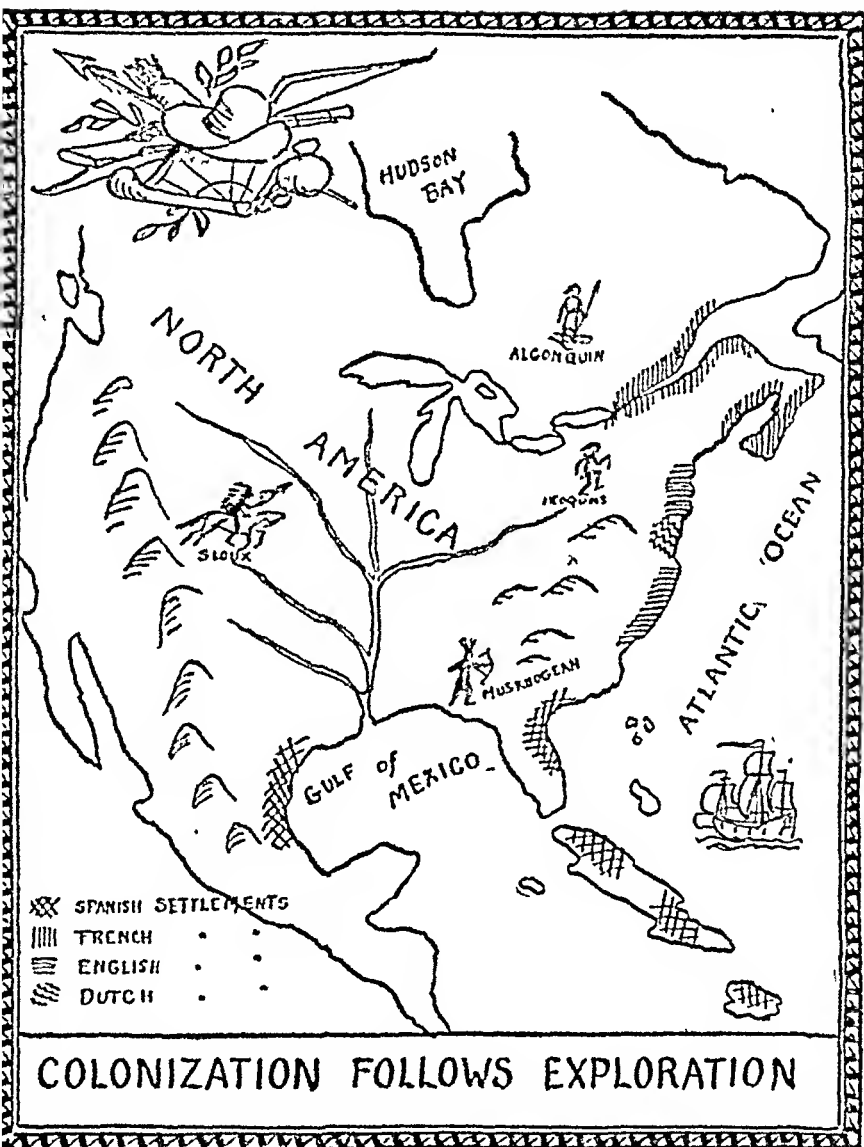 HUDSON
BAY
ALGONQUIN
NORTH
AMERICA
IROQUOIS
SIOUX
OCEAN
ATLANTIC
MUSKHOGEAN
GULF of
MEXICO
SPANISH SETTLEMENTS
FRENCH " "
ENGLISH " "
DUTCH " "
COLONIZATION FOLLOWS EXPLORATION